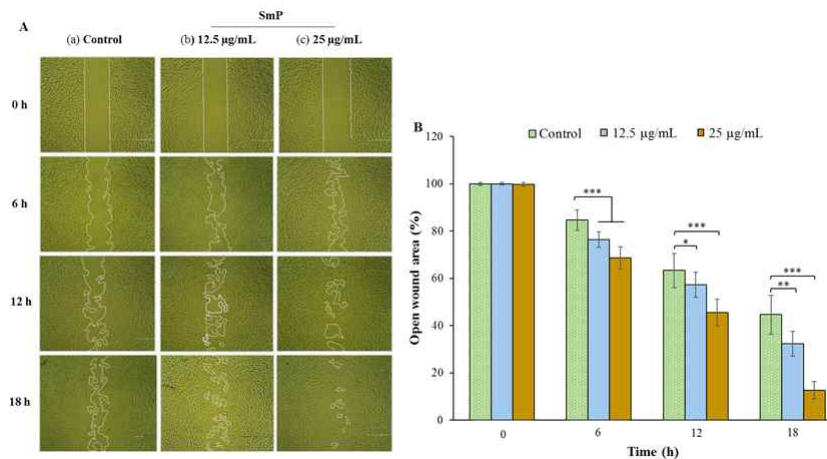 SmP
A
(a) Control
(b) 12.5 µg/mL
(c) 25 µg/mL
0 h
6 h
12 h
18 h
B
Control
12.5 µg/mL
25 µg/mL
Open wound area (%)
120
100
80
60
40
20
0
***
***
*
***
**
0
6
12
18
Time (h)